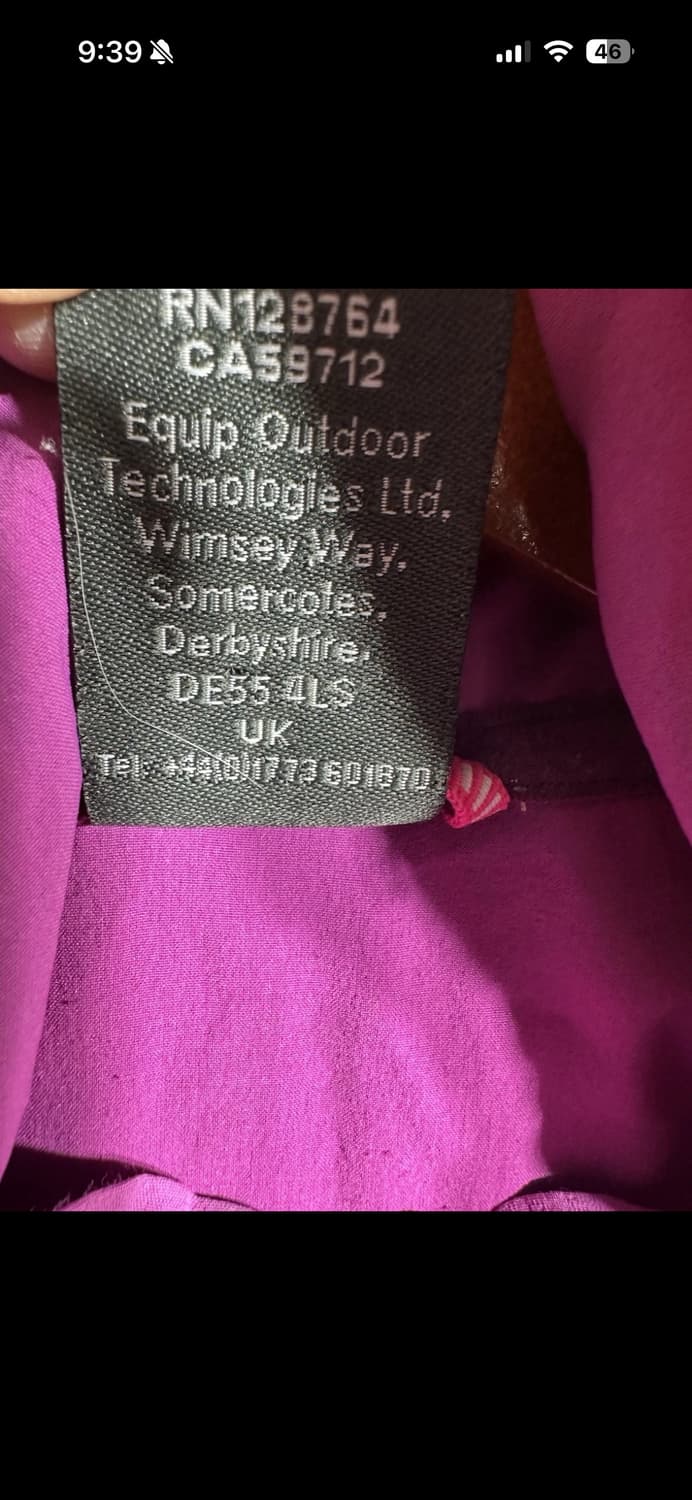 9:39
46
RN128764
CA59712
Equip Outdoor
Technologies Ltd.
Wimsey Way,
Somercotes,
Derbyshire,
DE55 4LS
UK
Tel: +44(0)1773 601870